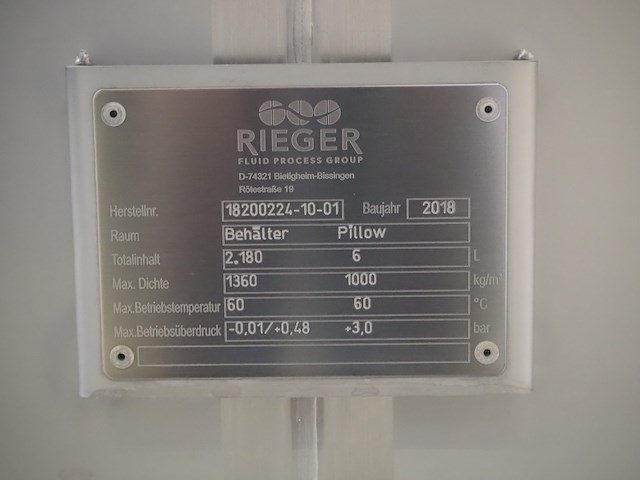 RIEGER
FLUID PROCESS GROUP
D-74321 Bietigheim-Bissingen
Rötestraße 19
Herstellnr. 18200224-10-01 Baujahr 2018
Raum Behälter Pillow
Totalinhalt 2.180 6 L
Max. Dichte 1360 1000 kg/m³
Max.Betriebstemperatur 60 60 °C
Max.Betriebsüberdruck -0,01/+0,48 +3,0 bar